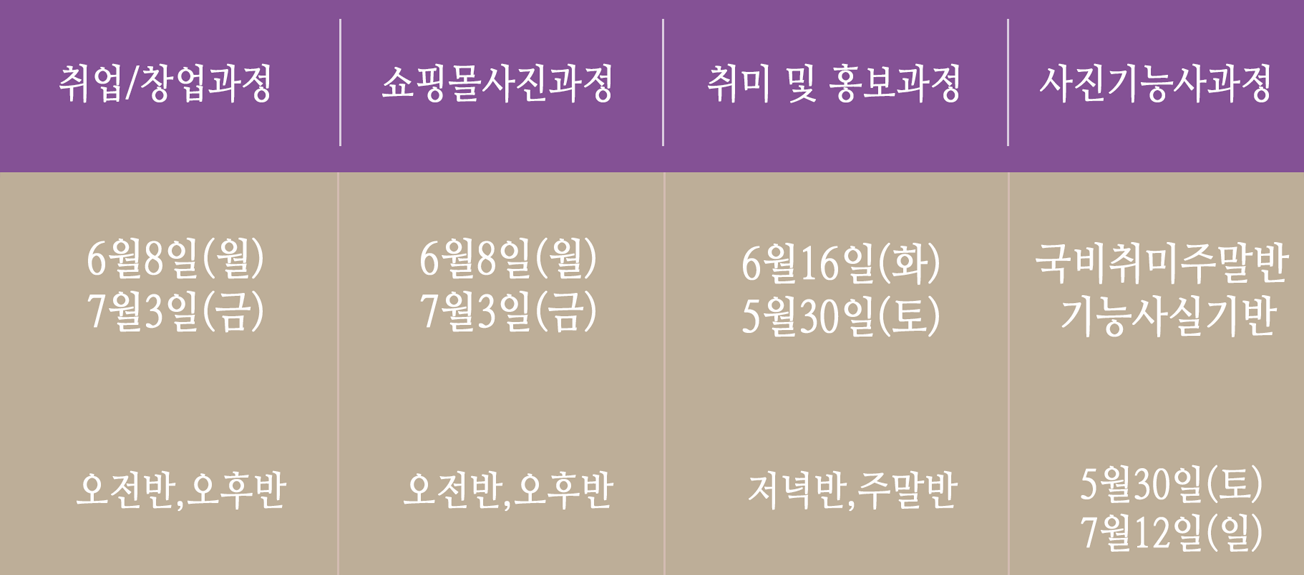 취업/창업과정 쇼핑몰사진과정 취미 및 홍보과정 사진기능사과정
6월8일(월) 6월8일(월) 6월16일(화) 국비취미주말반
7월3일(금) 7월3일(금) 5월30일(토) 기능사실기반
오전반,오후반 오전반,오후반 저녁반,주말반 5월30일(토)
7월12일(일)